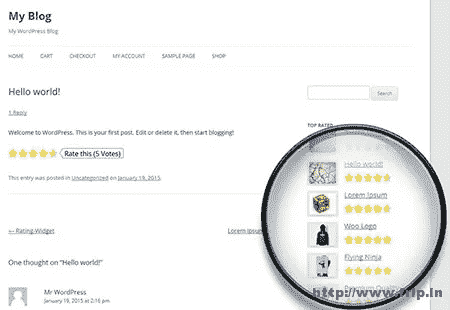 My Blog
My WordPress Blog
HOME CART CHECKOUT MY ACCOUNT SAMPLE PAGE SHOP
Hello world!
1 Reply
Welcome to WordPress. This is your first post. Edit or delete it, then start blogging!
Rate this (5 Votes)
This entry was posted in Uncategorized on January 19, 2015.
← Rating-Widget
Lorem Ipsum
One thought on "Hello world!"
Mr WordPress
January 19, 2015 at 2:16 pm
Search
TOP RATED
Hello world!
Lorem Ipsum
Woo Logo
Flying Ninja
Premium Quality
http://www.frip.in